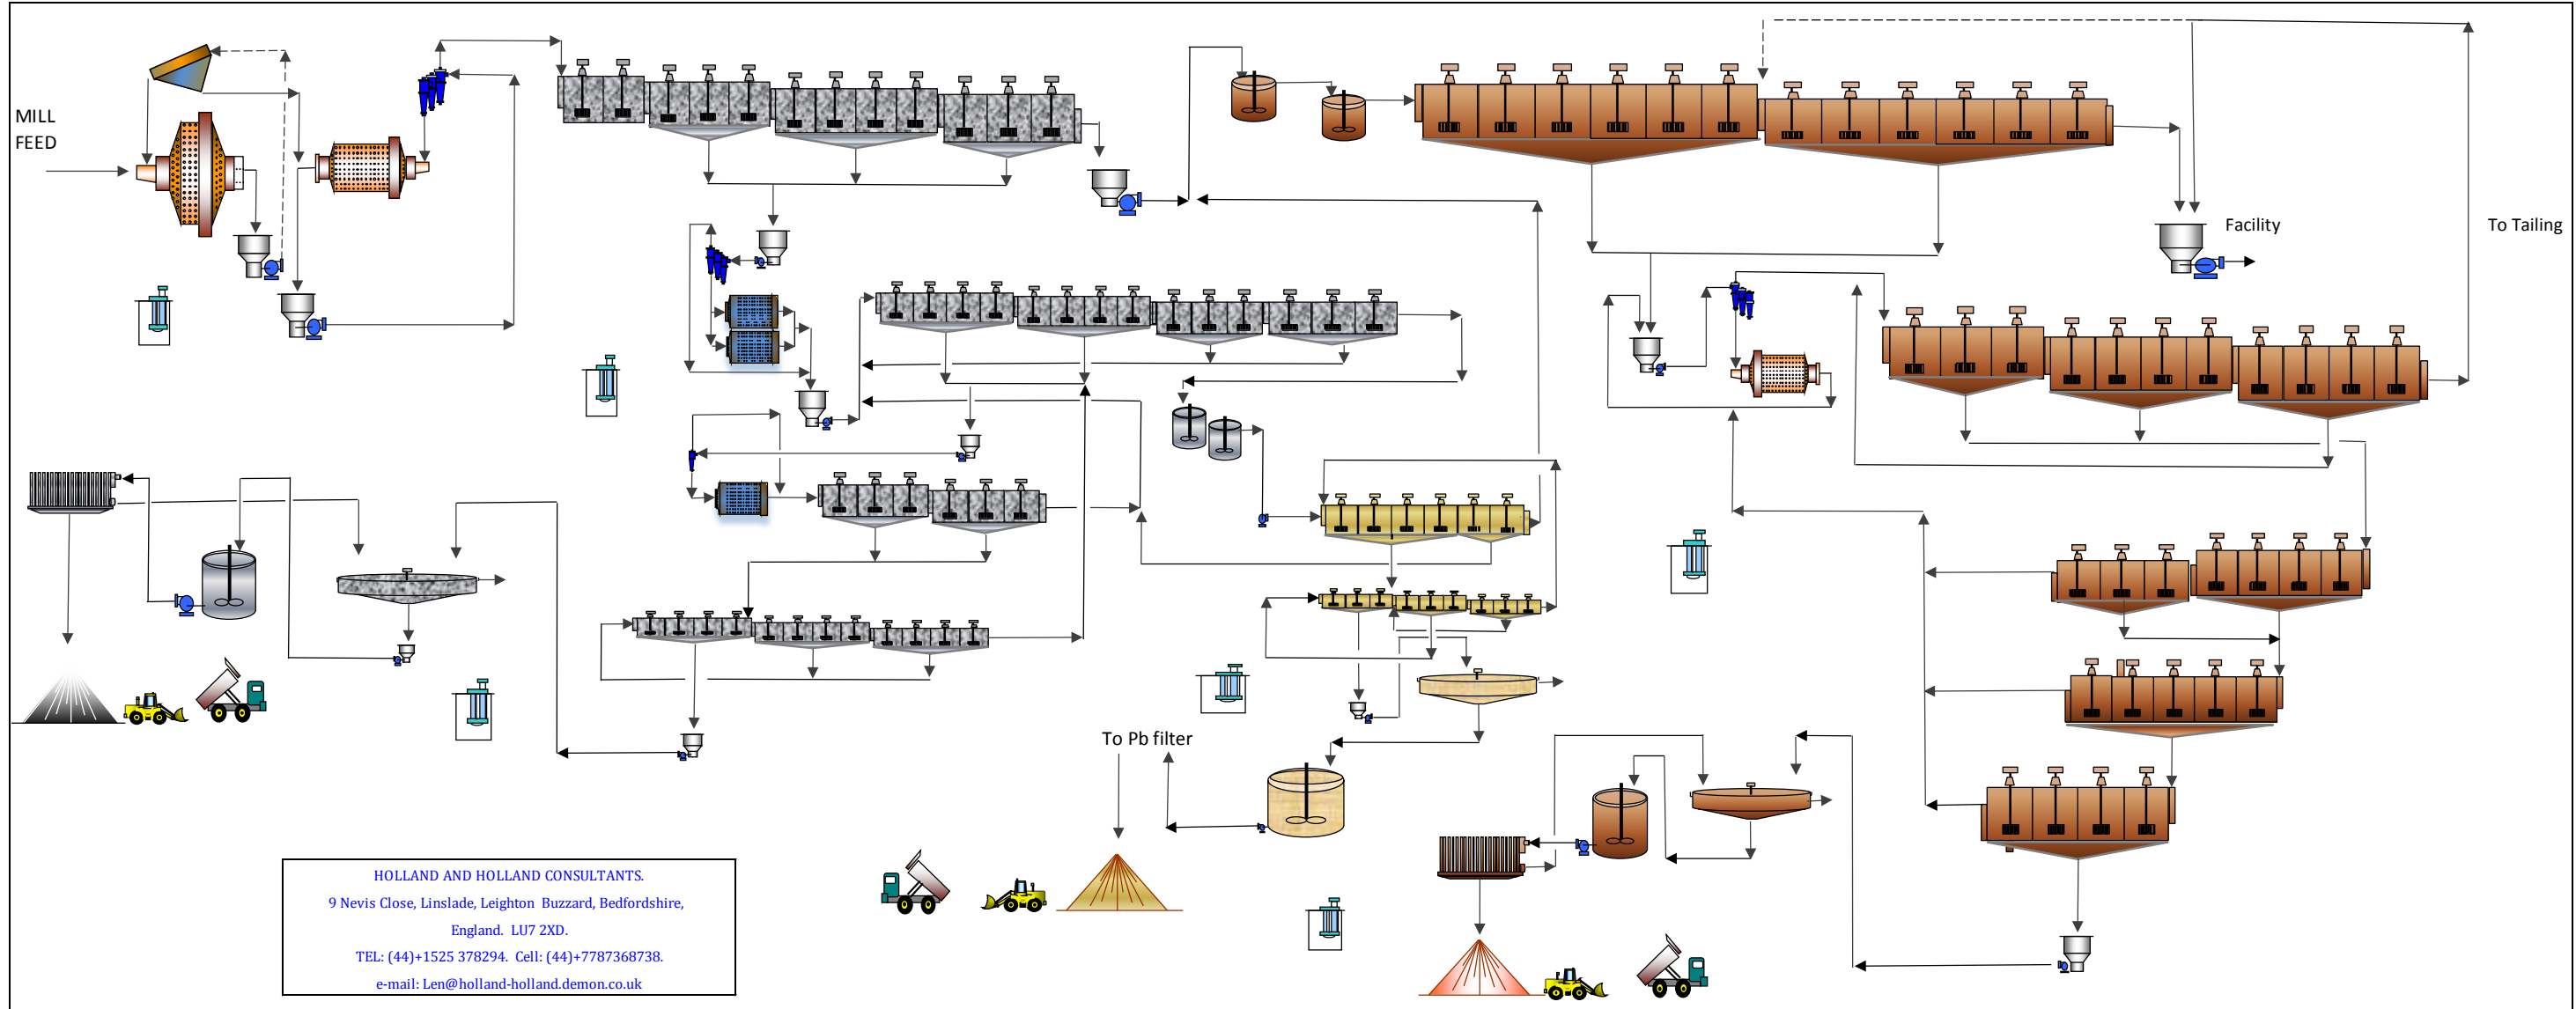 MILL
FEED
Facility
To Tailing
To Pb filter
HOLLAND AND HOLLAND CONSULTANTS.
9 Nevis Close, Linslade, Leighton Buzzard, Bedfordshire,
England. LU7 2XD.
TEL: (44)+1525 378294. Cell: (44)+7787368738.
e-mail: Len@holland-holland.demon.co.uk